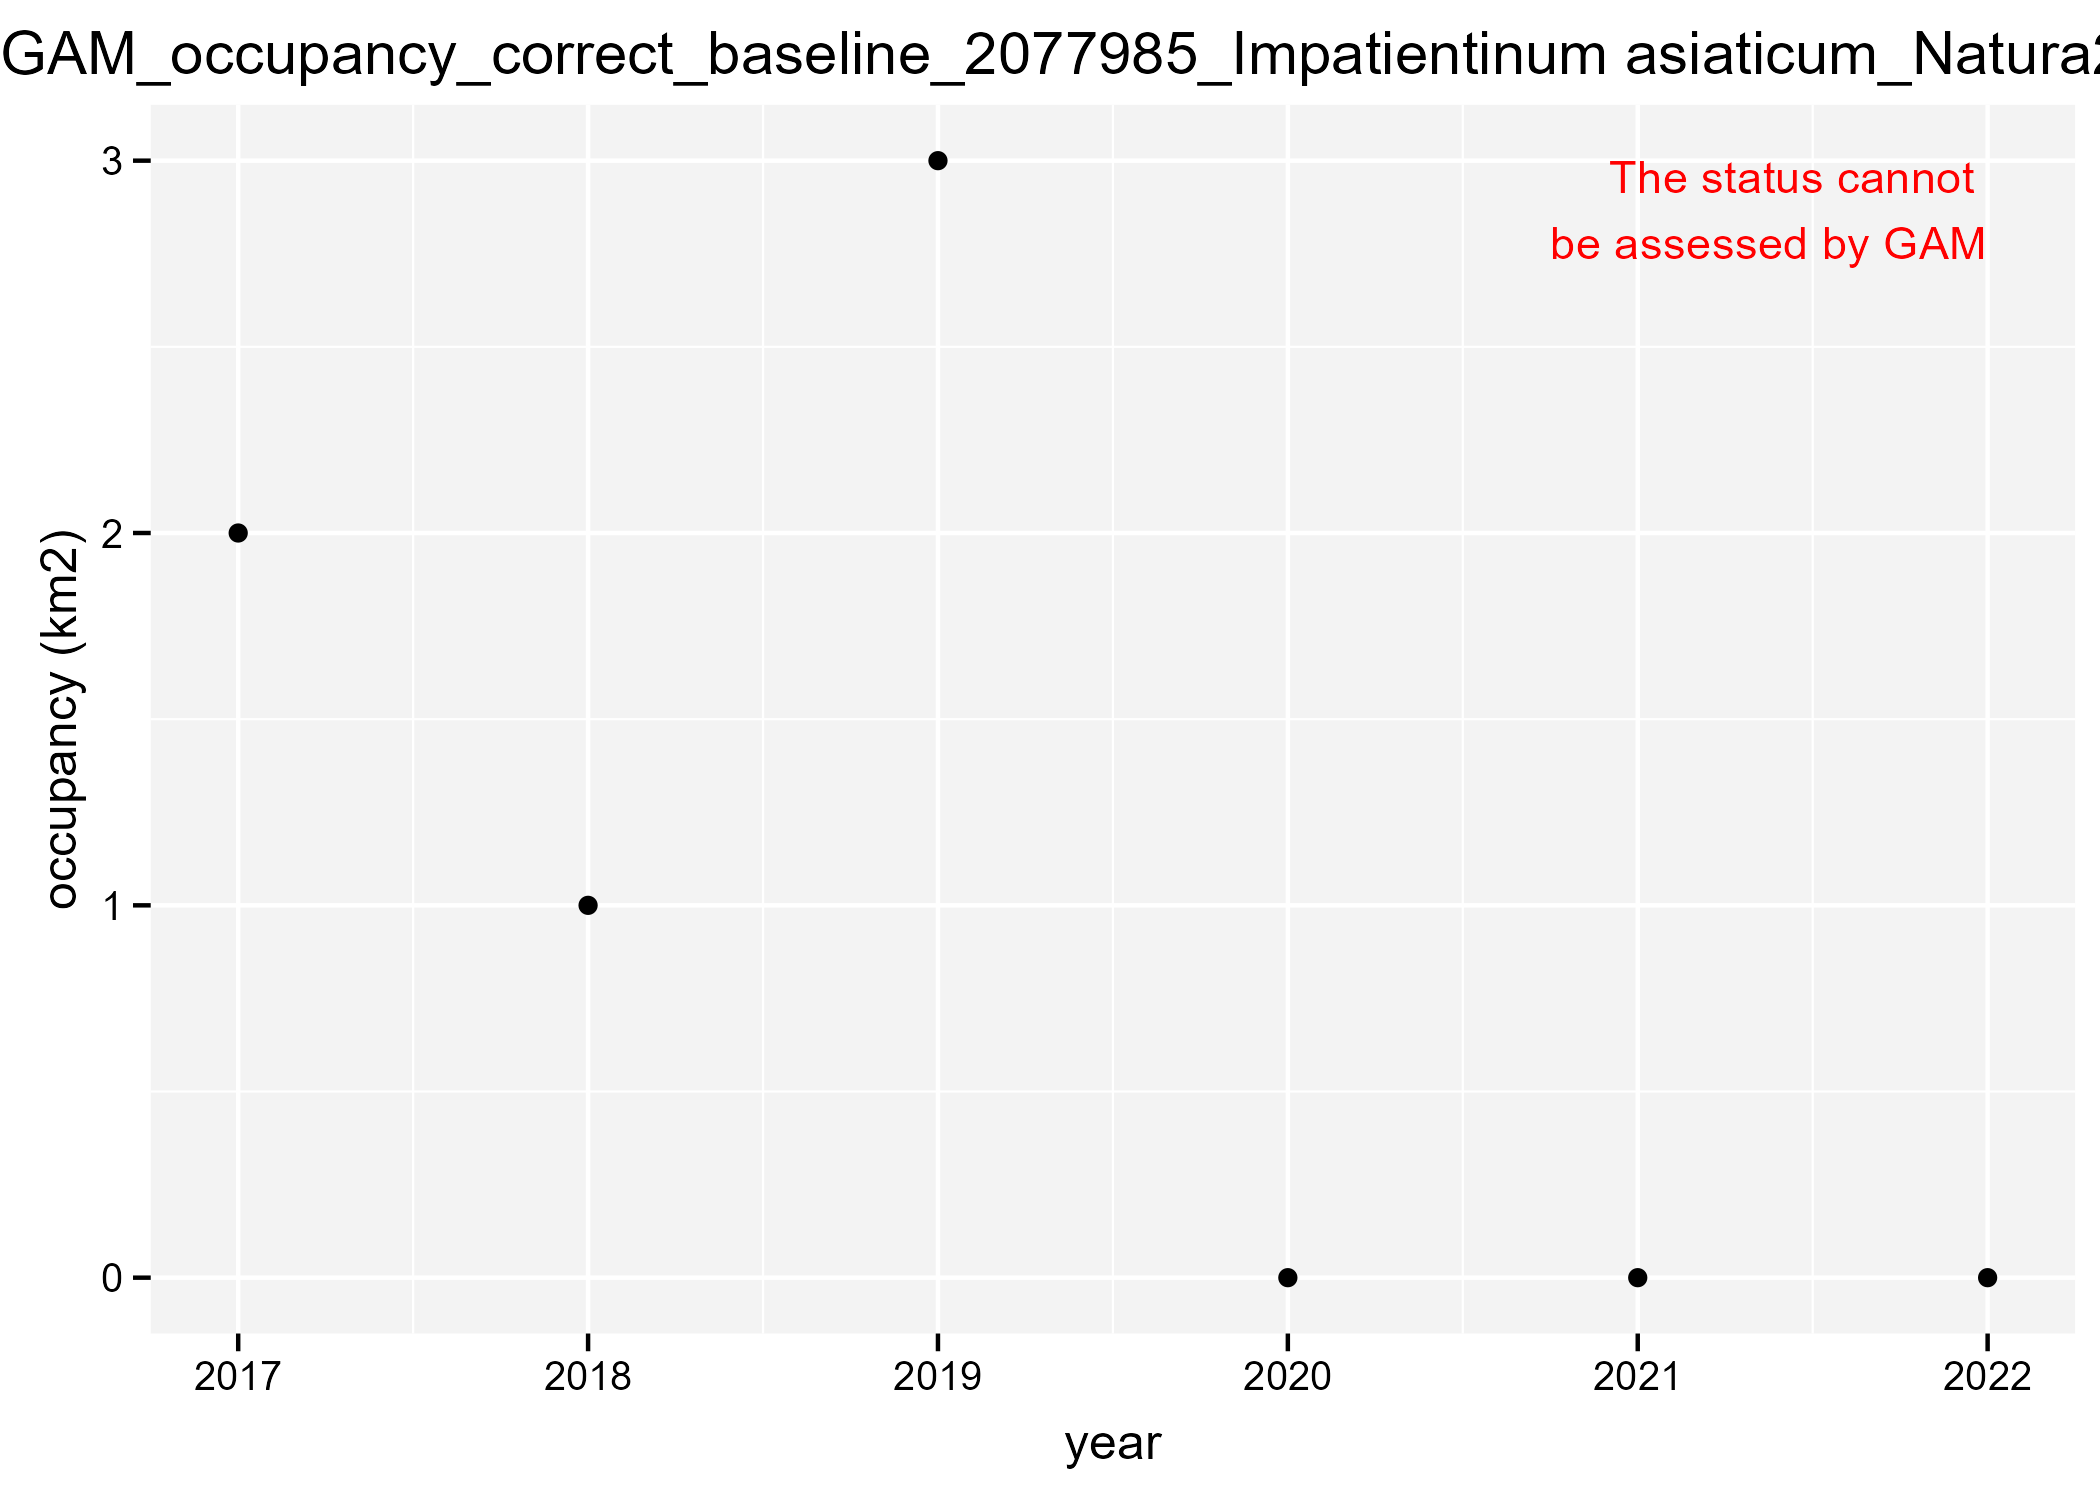 GAM_occupancy_correct_baseline_2077985_Impatientinum asiaticum_Natura2
3
The status cannot
be assessed by GAM
2
occupancy (km2)
1
0
2017 2018 2019 2020 2021 2022
year